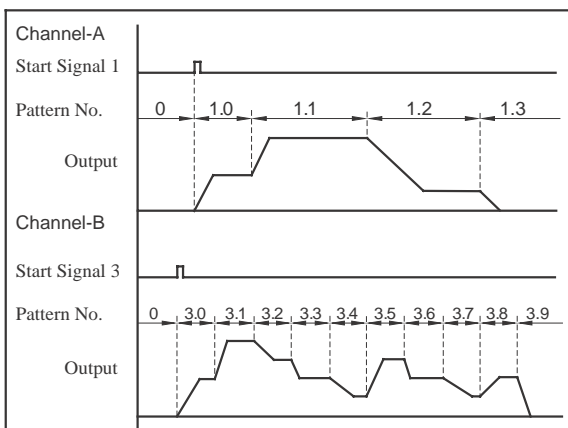 Channel-A
Start Signal 1
Pattern No. 0 1.0 1.1 1.2 1.3
Output
Channel-B
Start Signal 3
Pattern No. 0 3.0 3.1 3.2 3.3 3.4 3.5 3.6 3.7 3.8 3.9
Output